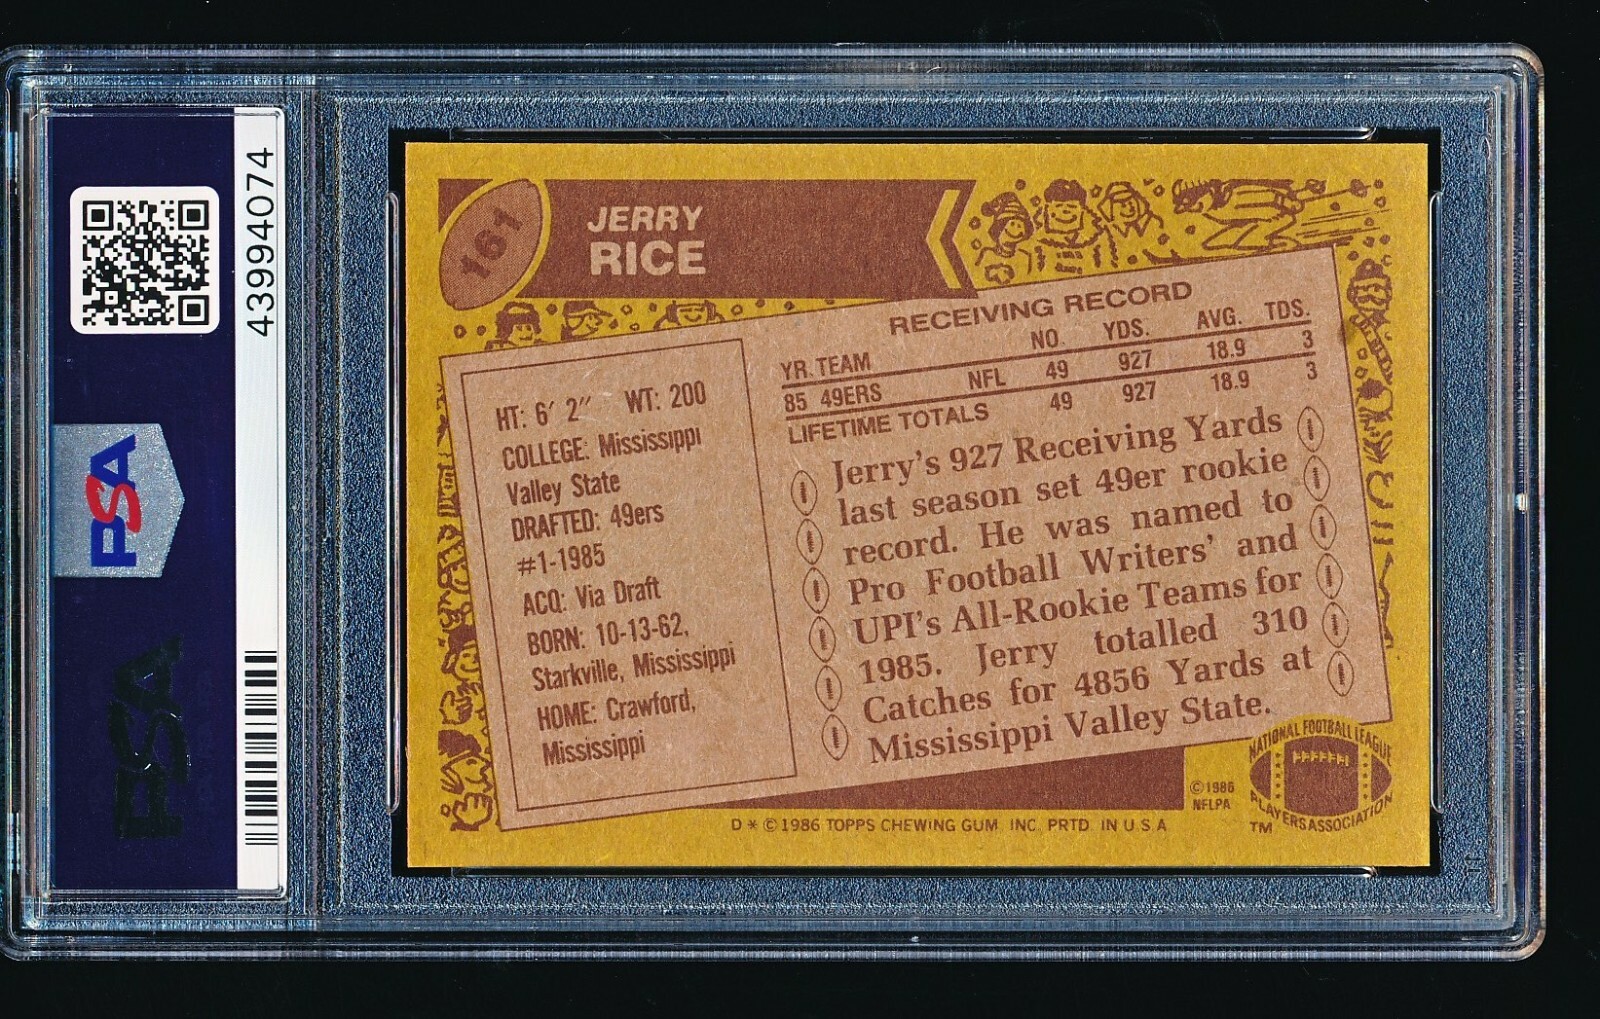 43994074
PSA
PSA
161
JERRY
RICE
RECEIVING RECORD
YR. TEAM NO. YDS. AVG. TDS.
85 49ERS NFL 49 927 18.9 3
LIFETIME TOTALS 49 927 18.9 3
HT: 6′ 2″ WT: 200
COLLEGE: Mississippi
Valley State
DRAFTED: 49ers
#1-1985
ACQ: Via Draft
BORN: 10-13-62,
Starkville, Mississippi
HOME: Crawford,
Mississippi
Jerry's 927 Receiving Yards
last season set 49er rookie
record. He was named to
Pro Football Writers' and
UPI's All-Rookie Teams for
1985. Jerry totalled 310
Catches for 4856 Yards at
Mississippi Valley State.
©1986
NFLPA
NATIONAL FOOTBALL LEAGUE
PLAYERS ASSOCIATION
TM
D * © 1986 TOPPS CHEWING GUM, INC. PRTD. IN U.S.A.